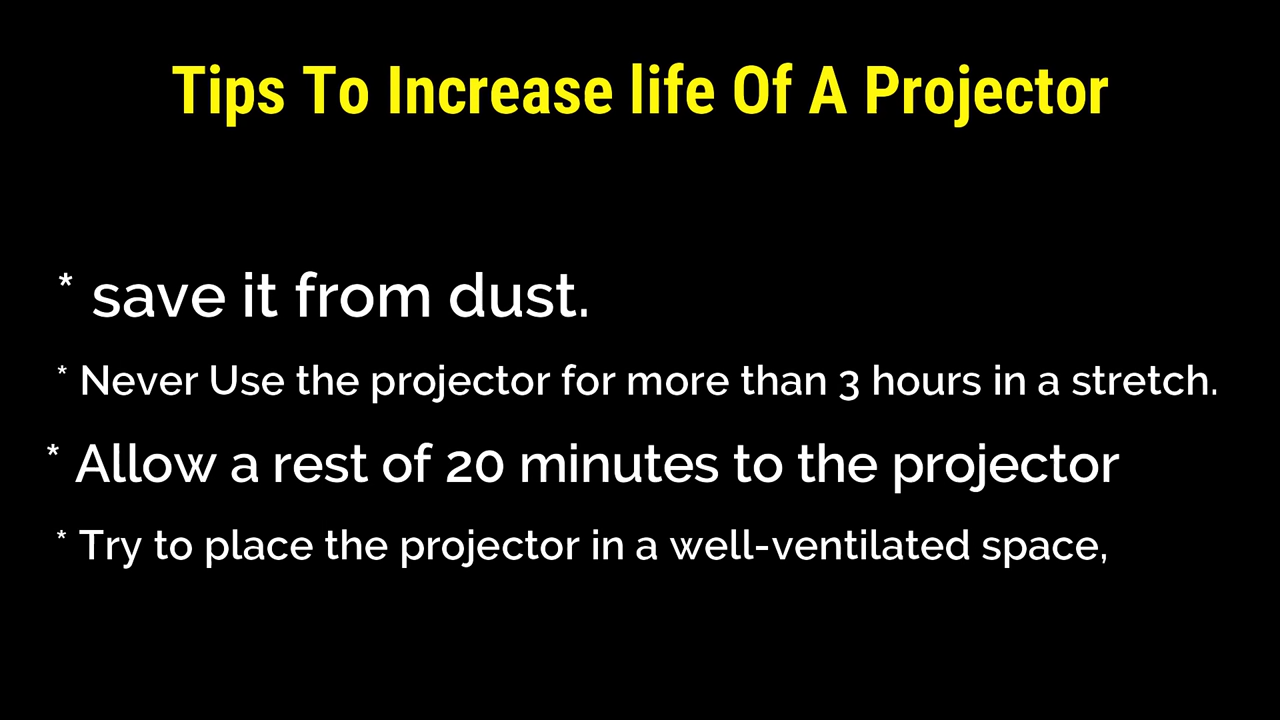 Tips To Increase life Of A Projector
* save it from dust.
* Never Use the projector for more than 3 hours in a stretch.
* Allow a rest of 20 minutes to the projector
* Try to place the projector in a well-ventilated space,